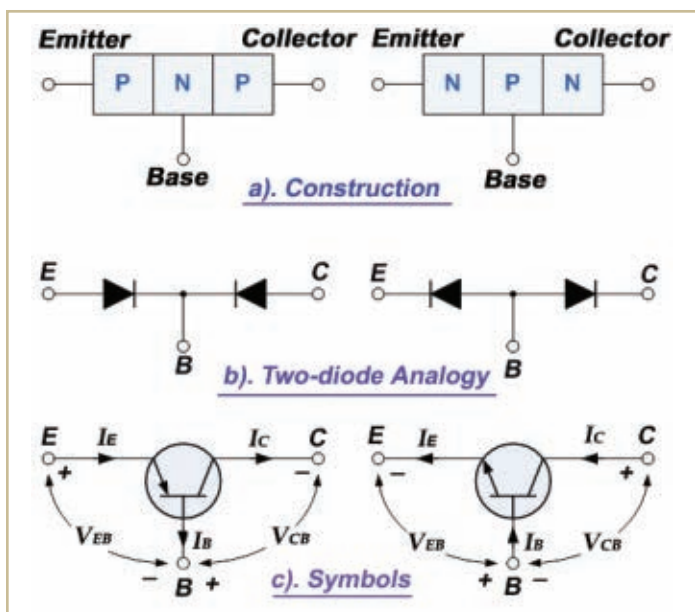 Emitter Collector Emitter Collector
P N P N P N
Base Base
a). Construction
E C E C
B B
b). Two-diode Analogy
E IE IC C E IE IC C
+ − − +
VEB IB VCB VEB IB VCB
− B + + B −
c). Symbols